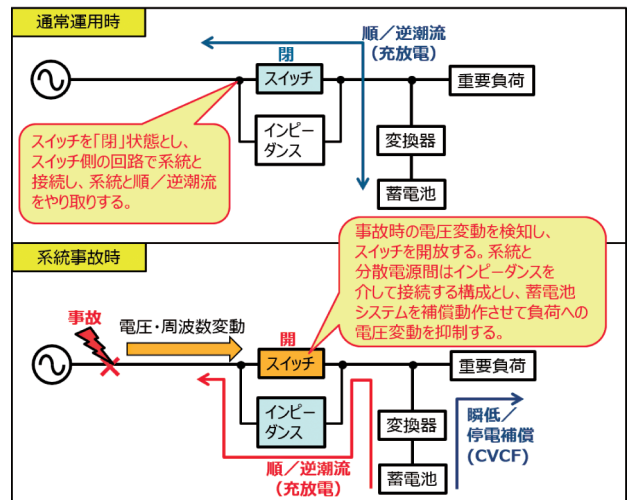 通常運用時
順／逆潮流
（充放電）
閉
スイッチ
重要負荷
インピー
ダンス
変換器
蓄電池
スイッチを「閉」状態とし、
スイッチ側の回路で系統と
接続し、系統と順／逆潮流
をやり取りする。
系統事故時
事故時の電圧変動を検知し、
スイッチを開放する。系統と
分散電源間はインピーダンスを
介して接続する構成とし、蓄電池
システムを補償動作させて負荷への
電圧変動を抑制する。
事故
電圧・周波数変動
開
スイッチ
重要負荷
インピー
ダンス
変換器
蓄電池
順／逆潮流
（充放電）
瞬低／
停電補償
（CVCF）